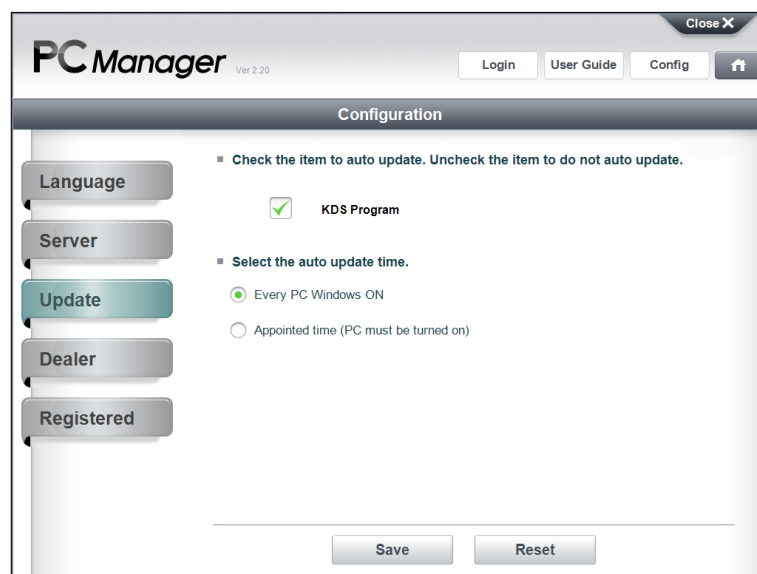 Close X
PC Manager Ver 2.20
Login User Guide Config
Configuration
Check the item to auto update. Uncheck the item to do not auto update.
Language
KDS Program
Server
Select the auto update time.
Every PC Windows ON
Update
Appointed time (PC must be turned on)
Dealer
Registered
Save Reset